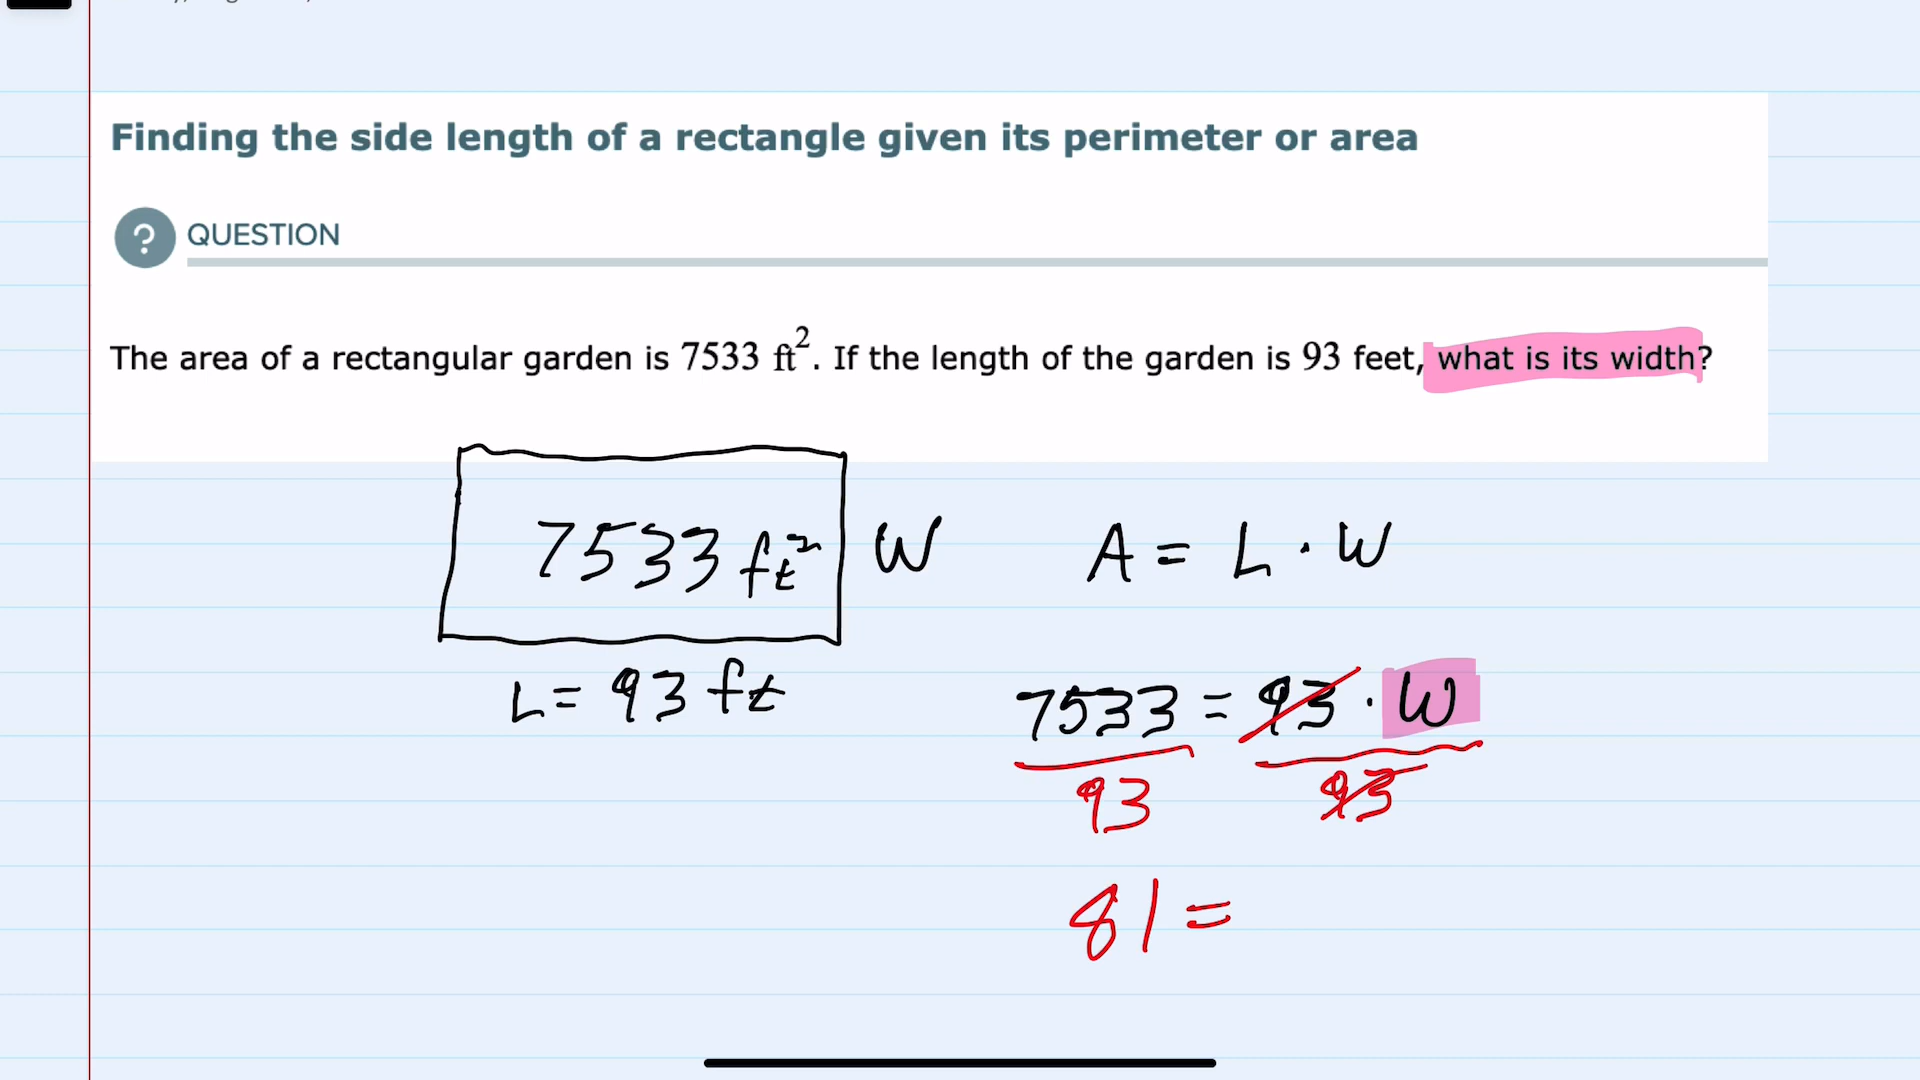 Finding the side length of a rectangle given its perimeter or area
?
QUESTION
The area of a rectangular garden is 7533 ft². If the length of the garden is 93 feet, what is its width?
7533 ft² W
L = 93 ft
A = L · W
7533 = 93 · W
93 93
81 =